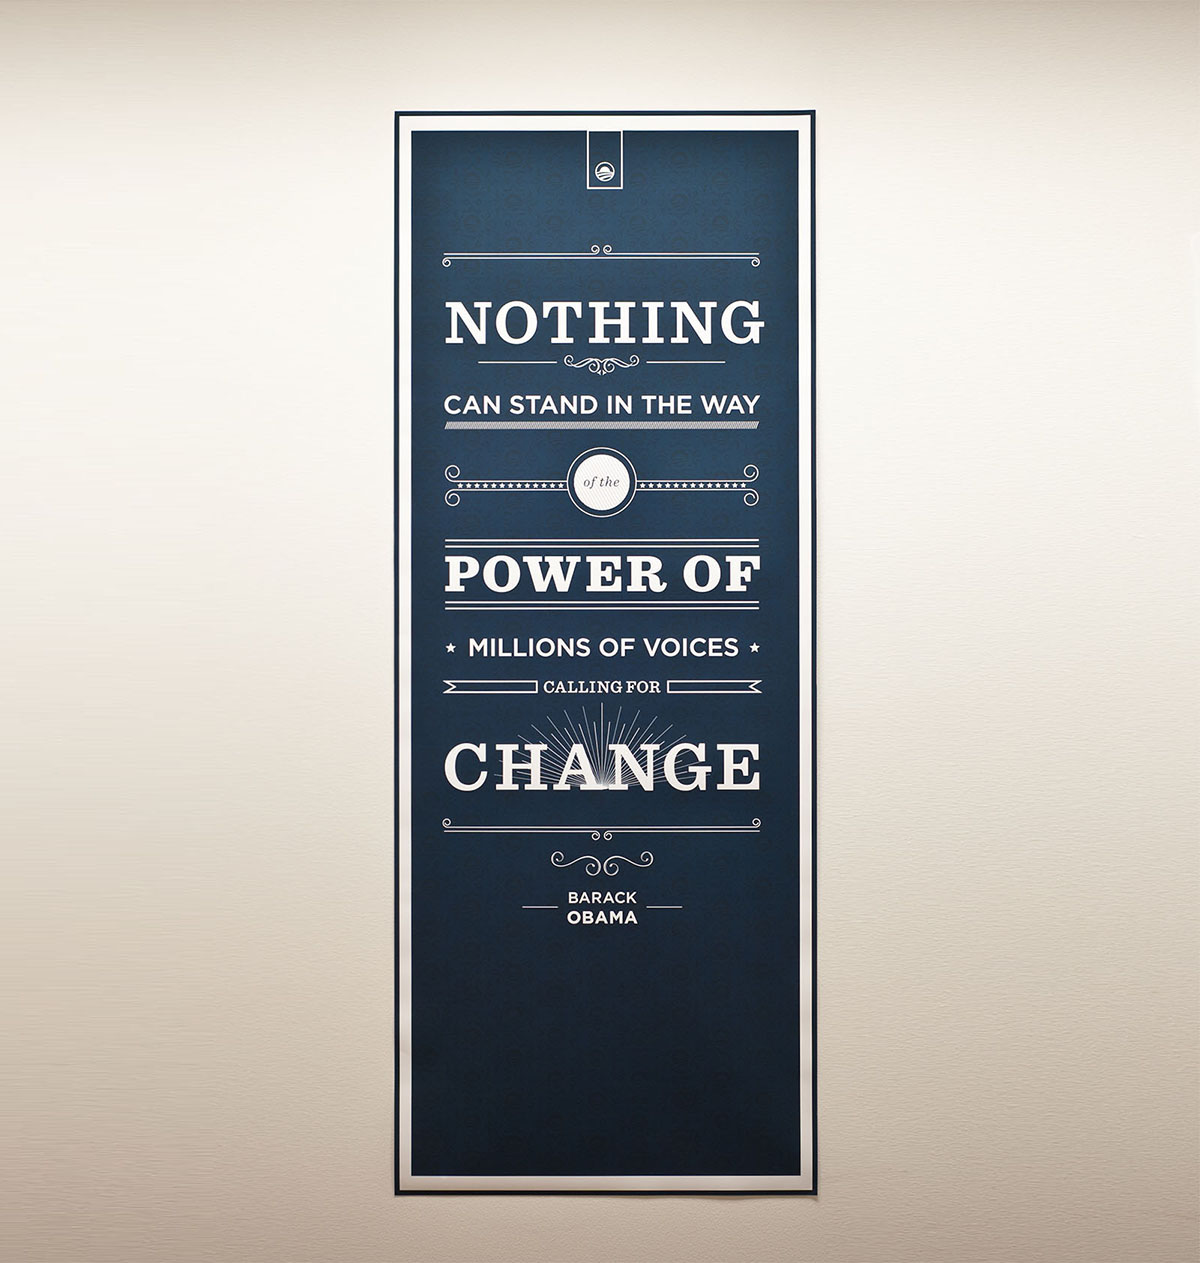 NOTHING
CAN STAND IN THE WAY
of the
POWER OF
MILLIONS OF VOICES
CALLING FOR
CHANGE
BARACK
OBAMA